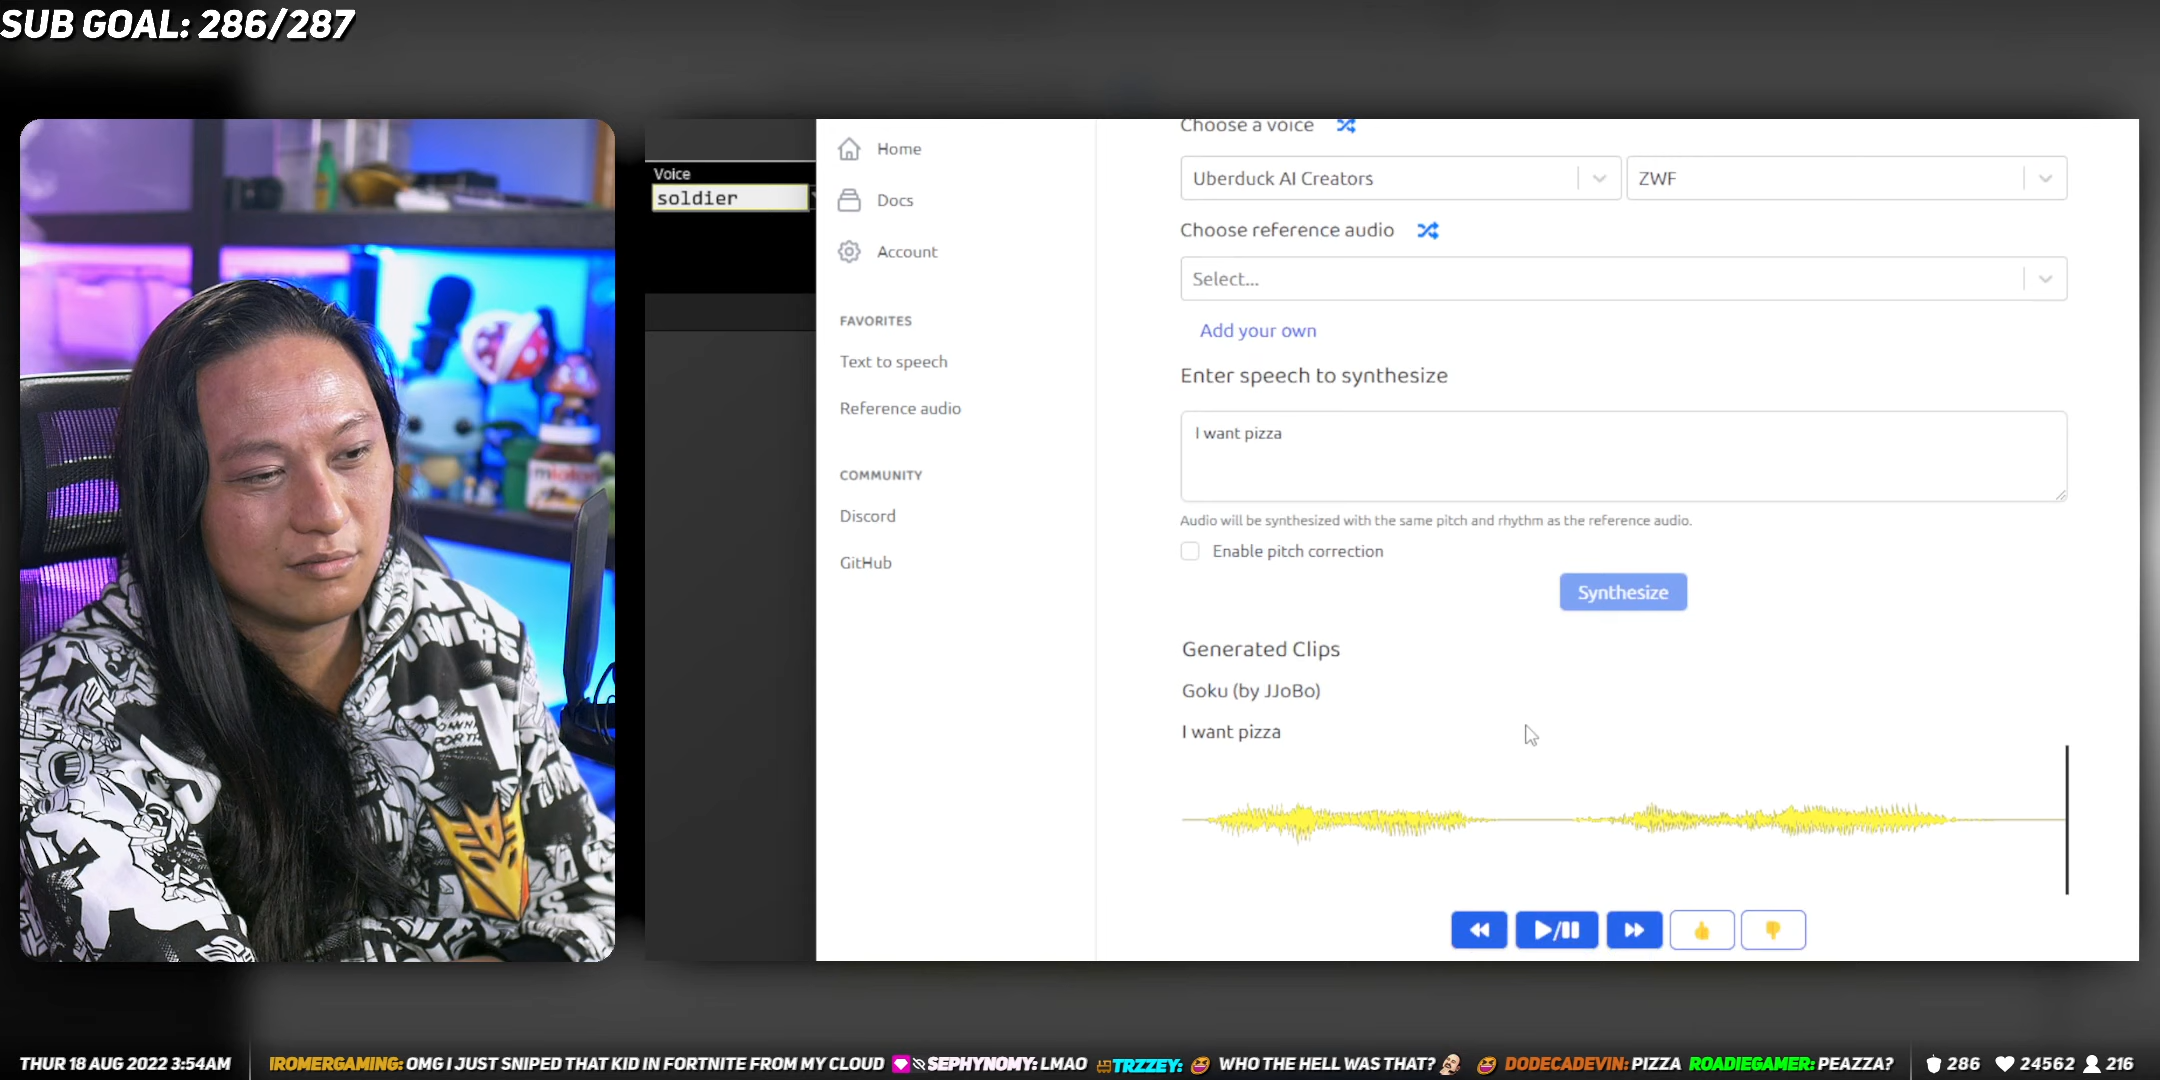 SUB GOAL: 286/287
Voice
soldier
Home
Docs
Account
FAVORITES
Text to speech
Reference audio
COMMUNITY
Discord
GitHub
Choose a voice
Uberduck AI Creators
ZWF
Choose reference audio
Select...
Add your own
Enter speech to synthesize
I want pizza
Audio will be synthesized with the same pitch and rhythm as the reference audio.
Enable pitch correction
Synthesize
Generated Clips
Goku (by JJoBo)
I want pizza
THUR 18 AUG 2022 3:54AM
IROMERGAMING: OMG I JUST SNIPED THAT KID IN FORTNITE FROM MY CLOUD SEPHYNOMY: LMAO TRZZEY: WHO THE HELL WAS THAT? DODECADEVIN: PIZZA ROADIEGAMER: PEAZZA?
286 24562 216